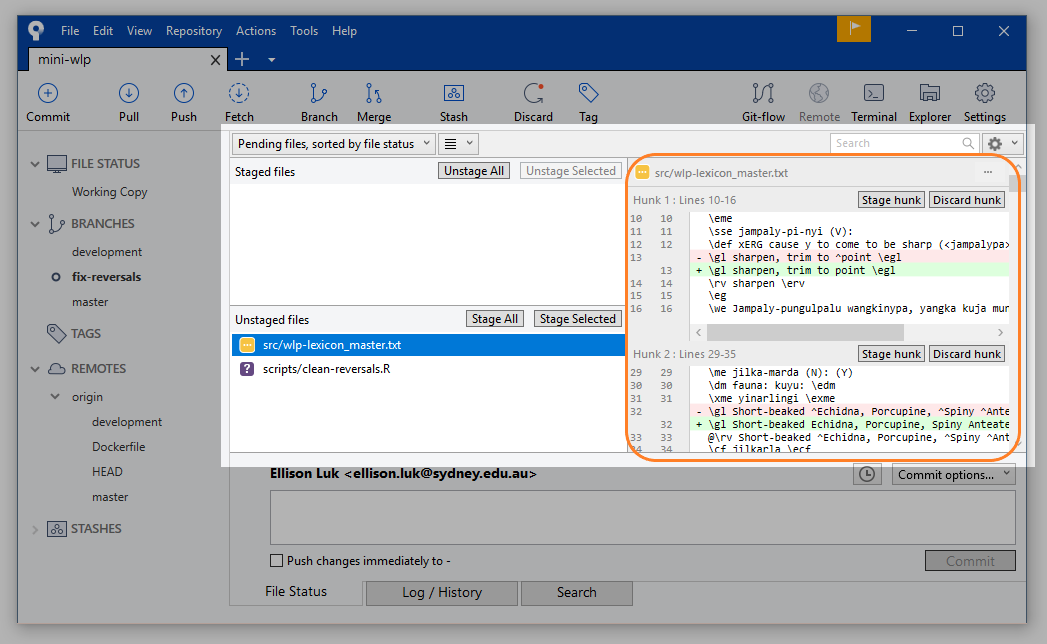 File Edit View Repository Actions Tools Help
mini-wlp
Commit Pull Push Fetch Branch Merge Stash Discard Tag Git-flow Remote Terminal Explorer Settings
FILE STATUS
Working Copy
BRANCHES
development
fix-reversals
master
TAGS
REMOTES
origin
development
Dockerfile
HEAD
master
STASHES
Pending files, sorted by file status
Search
Staged files Unstage All Unstage Selected
Unstaged files Stage All Stage Selected
src/wlp-lexicon_master.txt
? scripts/clean-reversals.R
src/wlp-lexicon_master.txt ...
Hunk 1 : Lines 10-16 Stage hunk Discard hunk
10 10 \eme
11 11 \sse jampaly-pi-nyi (V):
12 12 \def xERG cause y to come to be sharp (<jampalypa>
13 - \gl sharpen, trim to ^point \egl
13 + \gl sharpen, trim to point \egl
14 14 \rv sharpen \erv
15 15 \eg
16 16 \we Jampaly-pungulpalu wangkinypa, yangka kuja mur
Hunk 2 : Lines 29-35 Stage hunk Discard hunk
29 29 \me jilka-marda (N): (Y)
30 30 \dm fauna: kuyu: \edm
31 31 \xme yinarlingi \exme
32 - \gl Short-beaked ^Echidna, Porcupine, ^Spiny ^Ante
32 + \gl Short-beaked Echidna, Porcupine, Spiny Anteate
33 33 @\rv Short-beaked ^Echidna, Porcupine, ^Spiny ^Ant
34 34 \cf jilkarla \ecf
Ellison Luk <ellison.luk@sydney.edu.au>
Commit options...
Push changes immediately to -
Commit
File Status Log / History Search